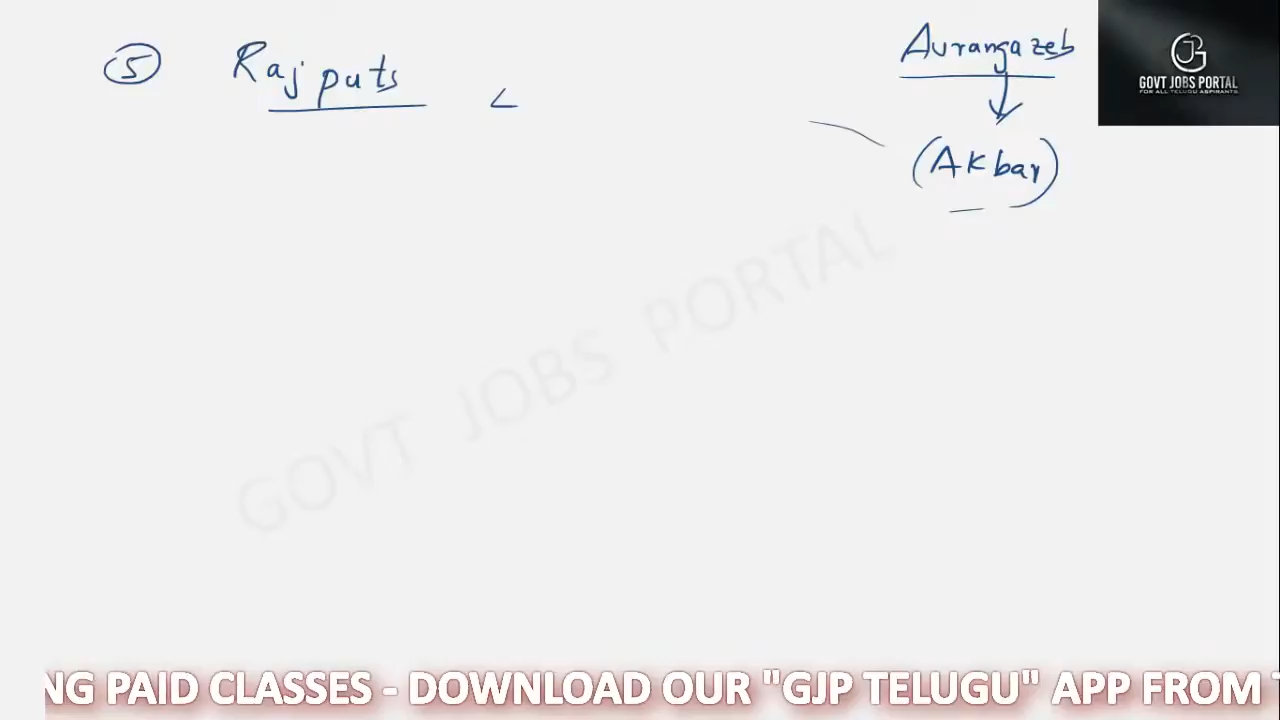 ⑤ Rajputs <
Aurangazeb
(Akbar)
GOVT JOBS PORTAL
FOR ALL TELUGU ASPIRANTS
GOVT JOBS PORTAL
NG PAID CLASSES - DOWNLOAD OUR "GJP TELUGU" APP FROM T